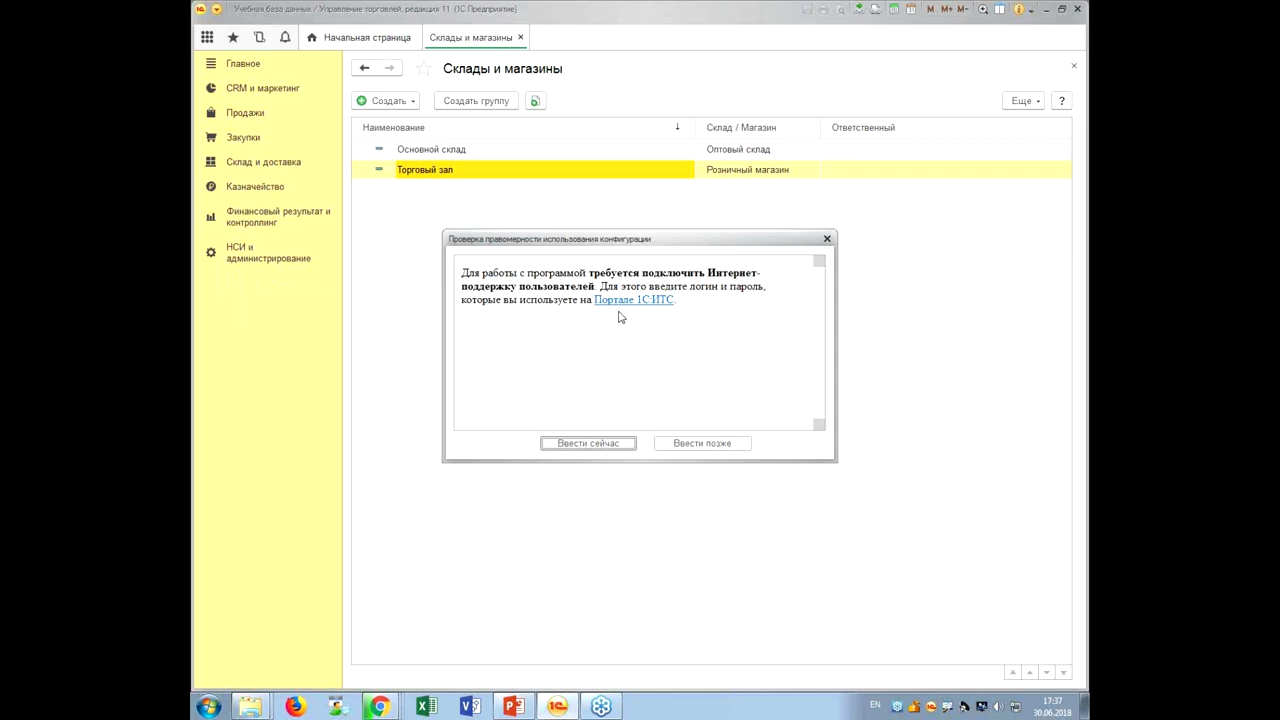 Учебная база данных / Управление торговлей, редакция 11 (1С:Предприятие)
M M+ M-
Начальная страница
Склады и магазины
Главное
CRM и маркетинг
Продажи
Закупки
Склад и доставка
Казначейство
Финансовый результат и
контроллинг
НСИ и
администрирование
Склады и магазины
Создать
Создать группу
Еще
?
Наименование
Склад / Магазин
Ответственный
Основной склад
Оптовый склад
Торговый зал
Розничный магазин
Проверка правомерности использования конфигурации
Для работы с программой требуется подключить Интернет-
поддержку пользователей. Для этого введите логин и пароль,
которые вы используете на Портале 1С:ИТС.
Ввести сейчас
Ввести позже
EN
17:37
30.06.2018